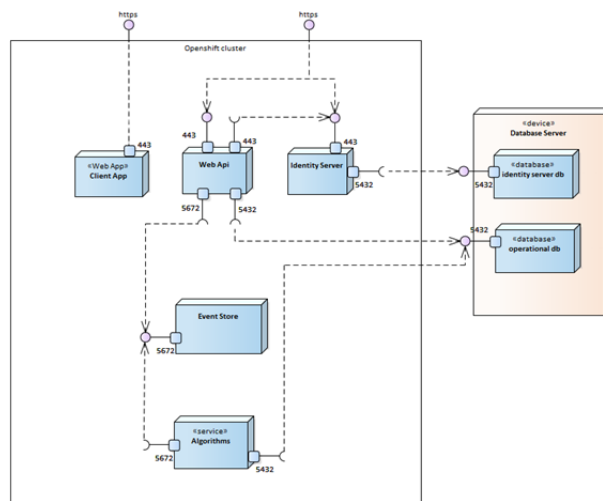 https
https
Openshift cluster
443
«Web App»
Client App
443
443
Web Api
5672
5432
443
Identity Server
5432
«device»
Database Server
«database»
identity server db
5432
«database»
operational db
5432
Event Store
5672
«service»
Algorithms
5672
5432